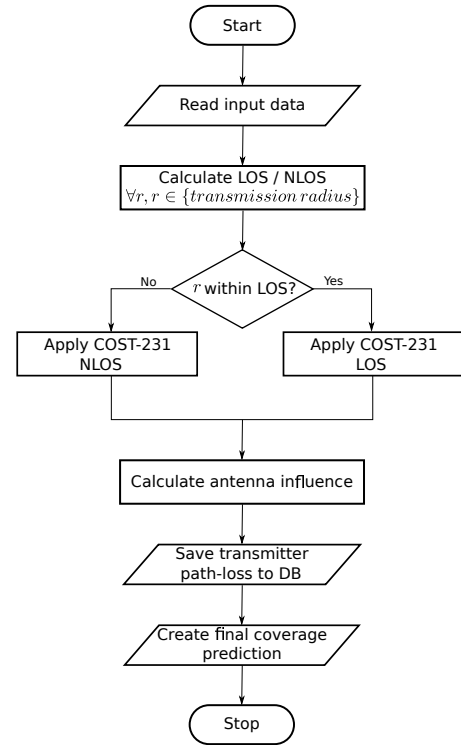 Start
Read input data
Calculate LOS / NLOS
∀r, r ∈ {transmission radius}
r within LOS?
No
Yes
Apply COST-231
NLOS
Apply COST-231
LOS
Calculate antenna influence
Save transmitter
path-loss to DB
Create final coverage
prediction
Stop